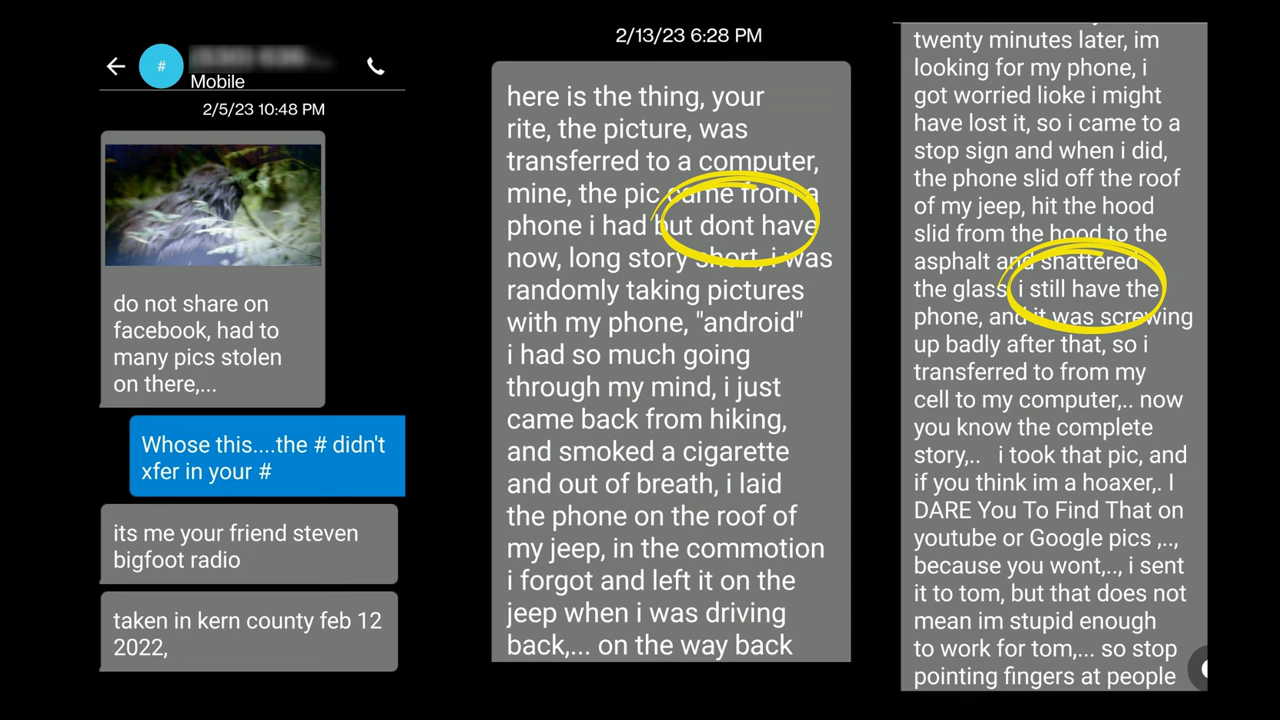 #
Mobile
2/5/23 10:48 PM
do not share on
facebook, had to
many pics stolen
on there,...
Whose this....the # didn't
xfer in your #
its me your friend steven
bigfoot radio
taken in kern county feb 12
2022,
2/13/23 6:28 PM
here is the thing, your
rite, the picture, was
transferred to a computer,
mine, the pic came from a
phone i had but dont have
now, long story short, i was
randomly taking pictures
with my phone, "android"
i had so much going
through my mind, i just
came back from hiking,
and smoked a cigarette
and out of breath, i laid
the phone on the roof of
my jeep, in the commotion
i forgot and left it on the
jeep when i was driving
back,... on the way back
twenty minutes later, im
looking for my phone, i
got worried lioke i might
have lost it, so i came to a
stop sign and when i did,
the phone slid off the roof
of my jeep, hit the hood
slid from the hood to the
asphalt and shattered
the glass, i still have the
phone, and it was screwing
up badly after that, so i
transferred to from my
cell to my computer,.. now
you know the complete
story,.. i took that pic, and
if you think im a hoaxer,. I
DARE You To Find That on
youtube or Google pics ,..,
because you wont,.., i sent
it to tom, but that does not
mean im stupid enough
to work for tom,... so stop
pointing fingers at people